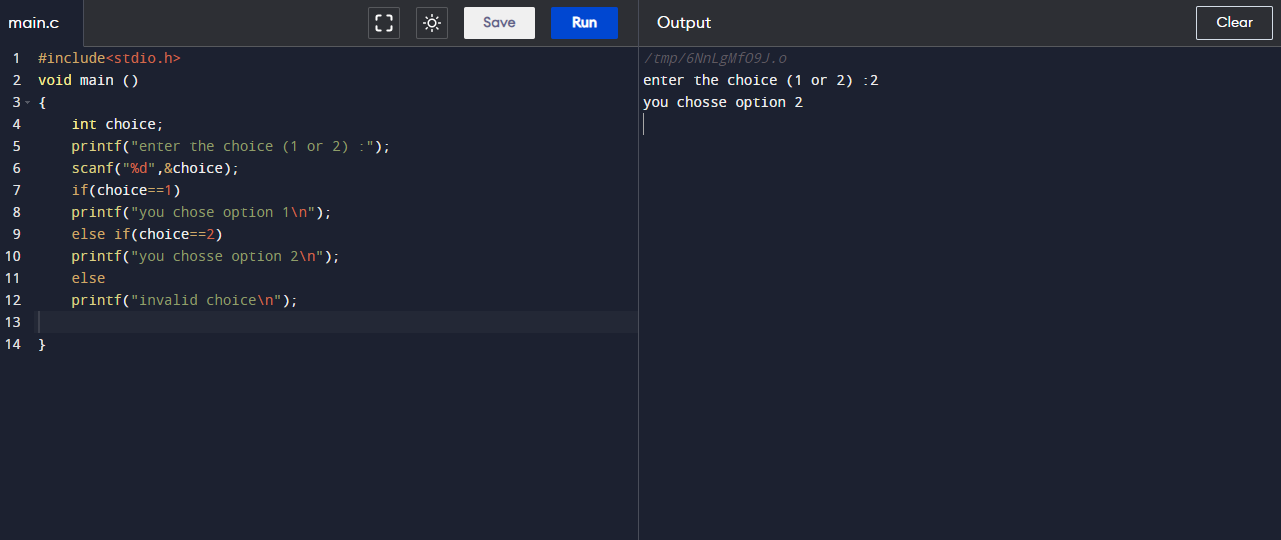 main.c
Save
Run
Output
Clear
1 #include<stdio.h>
2 void main ()
3 {
4 int choice;
5 printf("enter the choice (1 or 2) :");
6 scanf("%d",&choice);
7 if(choice==1)
8 printf("you chose option 1\n");
9 else if(choice==2)
10 printf("you chosse option 2\n");
11 else
12 printf("invalid choice\n");
13
14 }
/tmp/6NnLgMfO9J.o
enter the choice (1 or 2) :2
you chosse option 2